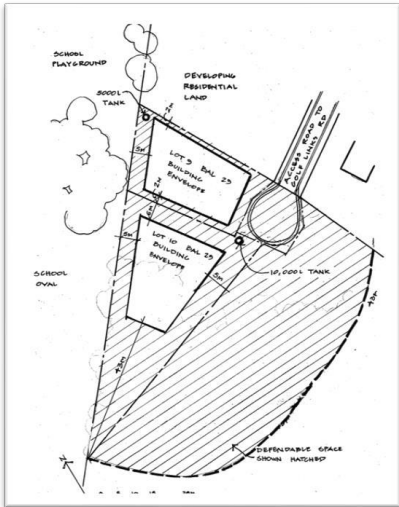 SCHOOL
PLAYGROUND
DEVELOPING
RESIDENTIAL
LAND
5000L
TANK
ACCESS ROAD TO
GOLF LINKS RD
5m
LOT 9 BAL 29
BUILDING
ENVELOPE
5m
LOT 10 BAL 29
BUILDING
ENVELOPE
5m
10,000L TANK
SCHOOL
OVAL
43m
43m
DEFENDABLE SPACE
SHOWN HATCHED